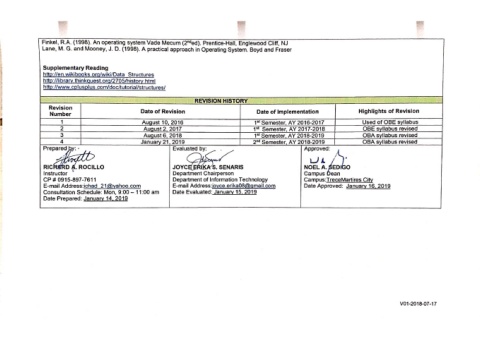 Finkel, R.A. (1998). An operating system Vada Mecum (2nd ed), Prentice-Hall, Englewood Cliff, NJ
Lane, M. G. and Mooney, J. D. (1998). A practical approach in Operating System. Boyd and Fraser
Supplementary Reading
http://en.wikibooks.org/wiki/Data_Structures
http://library.thinkquest.org/2705/history.html
http://www.cplusplus.com/doc/tutorial/structures/
REVISION HISTORY
Revision Number Date of Revision Date of Implementation Highlights of Revision
1 August 10, 2016 1st Semester, AY 2016-2017 Used of OBE syllabus
2 August 2, 2017 1st Semester, AY 2017-2018 OBE syllabus revised
3 August 6, 2018 1st Semester, AY 2018-2019 OBA syllabus revised
4 January 21, 2019 2nd Semester, AY 2018-2019 OBA syllabus revised
Prepared by: Evaluated by: Approved:
RICHARD A. ROCILLO JOYCE ERIKA S. SENARIS NOEL A. SEDIGO
Instructor Department Chairperson Campus Dean
CP # 0915-897-7611 Department of Information Technology Campus: TreceMartires City
E-mail Address: iched_21@yahoo.com E-mail Address: joyce.erika08@gmail.com Date Approved: January 16, 2019
Consultation Schedule: Mon, 9:00 – 11:00 am Date Evaluated: January 15, 2019
Date Prepared: January 14, 2019
V01-2018-07-17